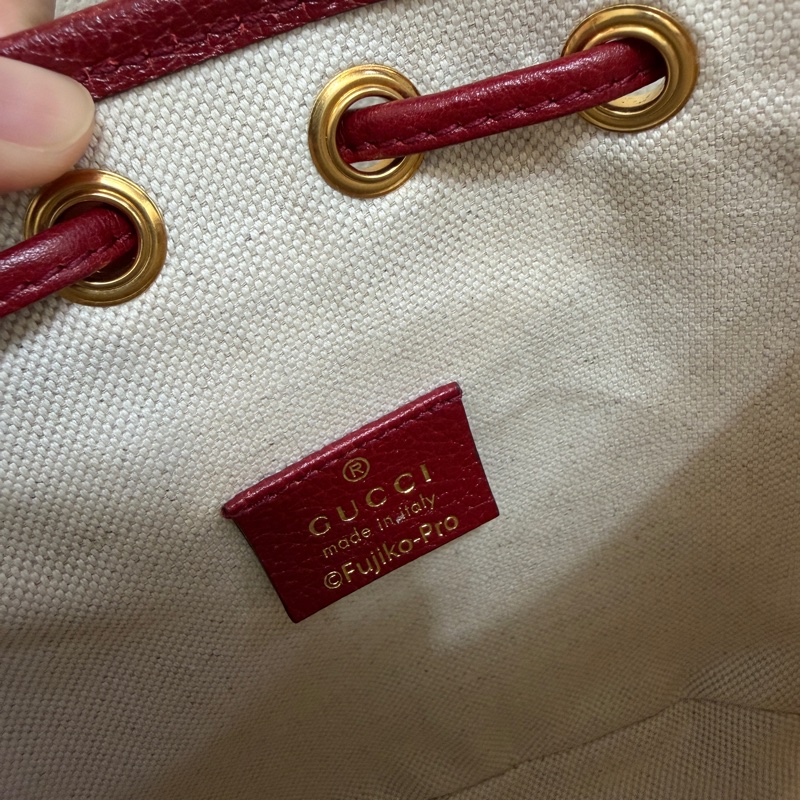 ®
GUCCI
made in italy
©Fujiko-Pro